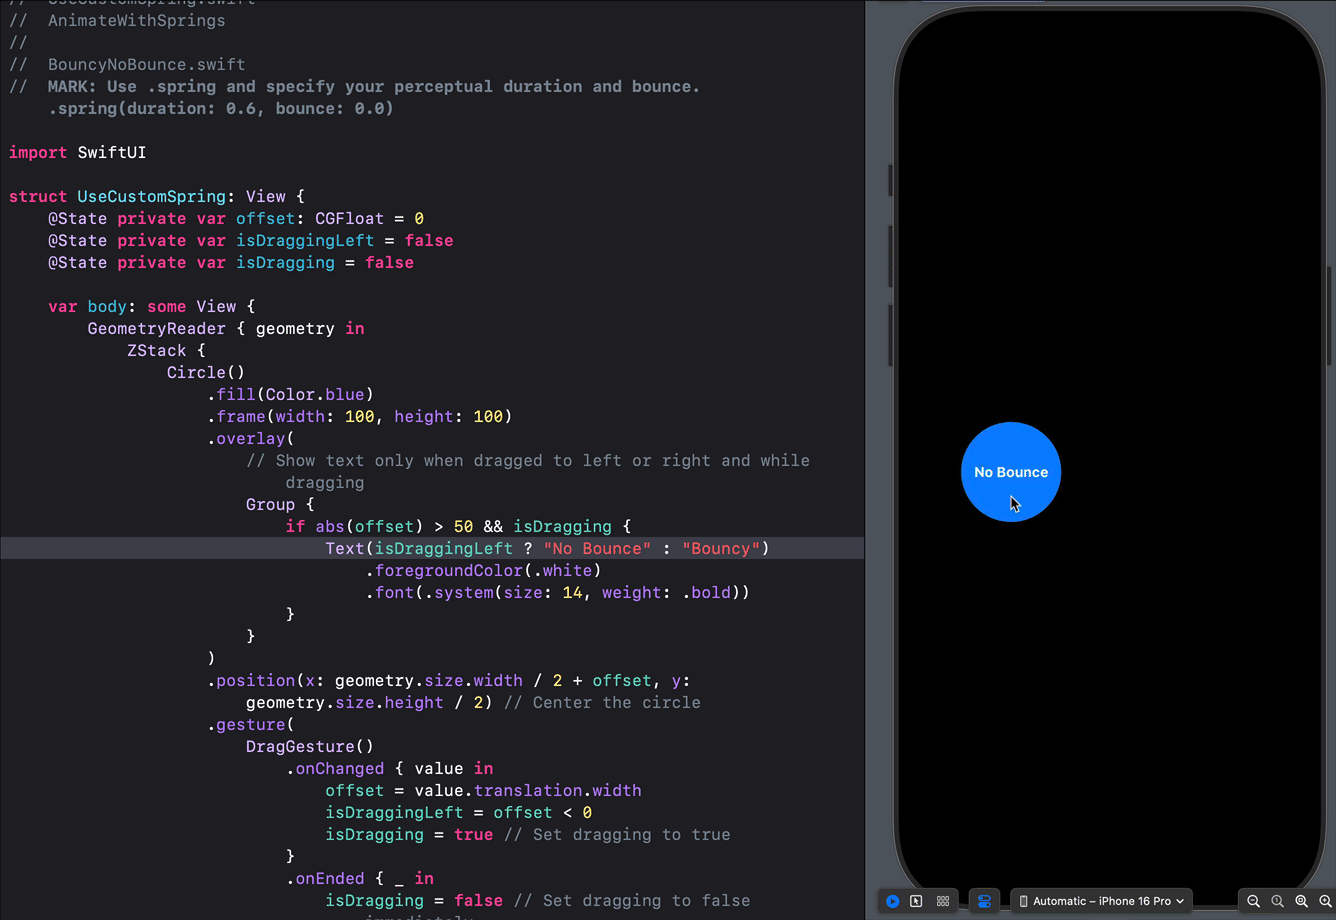 //  UseCustomSpring.swift
//  AnimateWithSprings
//
//  BouncyNoBounce.swift
//  MARK: Use .spring and specify your perceptual duration and bounce.
    .spring(duration: 0.6, bounce: 0.0)
import SwiftUI
struct UseCustomSpring: View {
    @State private var offset: CGFloat = 0
    @State private var isDraggingLeft = false
    @State private var isDragging = false
    var body: some View {
        GeometryReader { geometry in
            ZStack {
                Circle()
                    .fill(Color.blue)
                    .frame(width: 100, height: 100)
                    .overlay(
                        // Show text only when dragged to left or right and while
                            dragging
                        Group {
                            if abs(offset) > 50 && isDragging {
                                Text(isDraggingLeft ? "No Bounce" : "Bouncy")
                                    .foregroundColor(.white)
                                    .font(.system(size: 14, weight: .bold))
                            }
                        }
                    )
                    .position(x: geometry.size.width / 2 + offset, y:
                        geometry.size.height / 2) // Center the circle
                    .gesture(
                        DragGesture()
                            .onChanged { value in
                                offset = value.translation.width
                                isDraggingLeft = offset < 0
                                isDragging = true // Set dragging to true
                            }
                            .onEnded { _ in
                                isDragging = false // Set dragging to false
                                    immediately
No Bounce
Automatic – iPhone 16 Pro